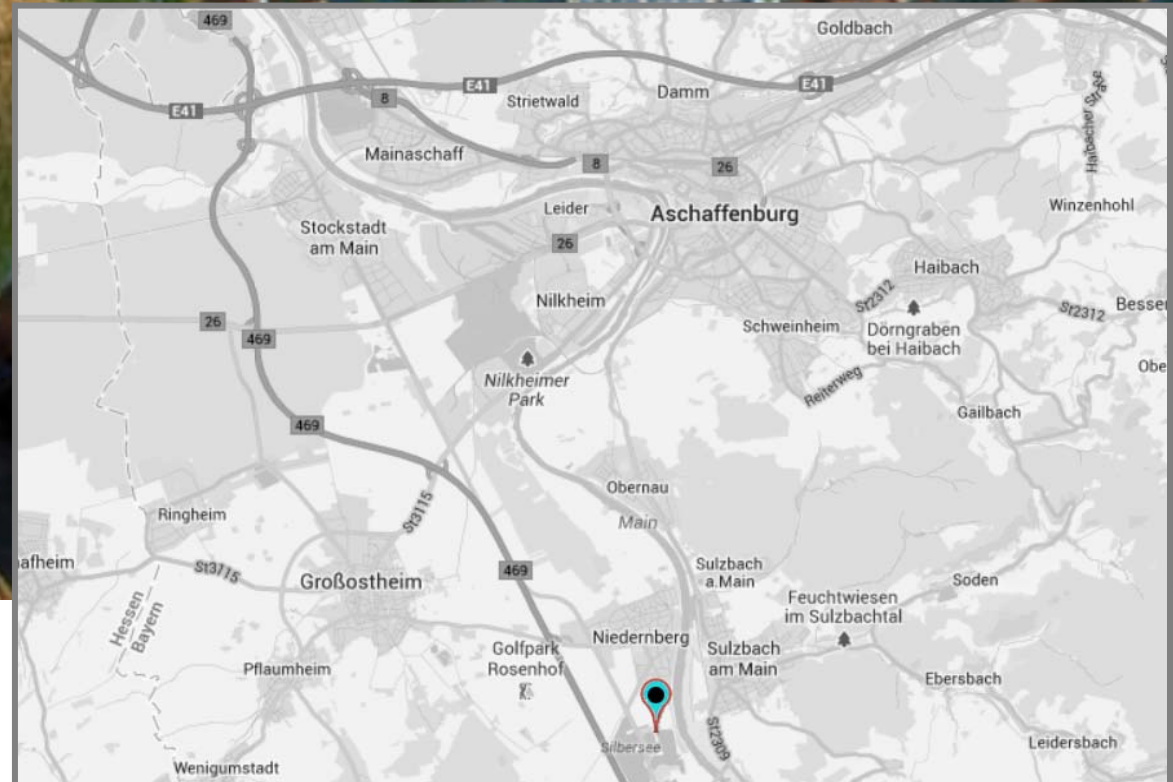 469
Goldbach
E41
E41
E41
8
Strietwald
Damm
Haibacher Straße
Mainaschaff
8
26
Leider
Aschaffenburg
Winzenhohl
Stockstadt
am Main
26
Haibach
Nilkheim
St2312
St2312
Besse
26
469
Schweinheim
Dörngraben
bei Haibach
Obe
Nilkheimer
Park
Reiterweg
Gailbach
469
Obernau
Main
Ringheim
St3115
afheim
St3115
Großostheim
469
Sulzbach
a.Main
Soden
Feuchtwiesen
im Sulzbachtal
Hessen
Bayern
Niedernberg
Golfpark
Rosenhof
Sulzbach
am Main
Pflaumheim
Ebersbach
Silbersee
St2309
Leidersbach
Wenigumstadt